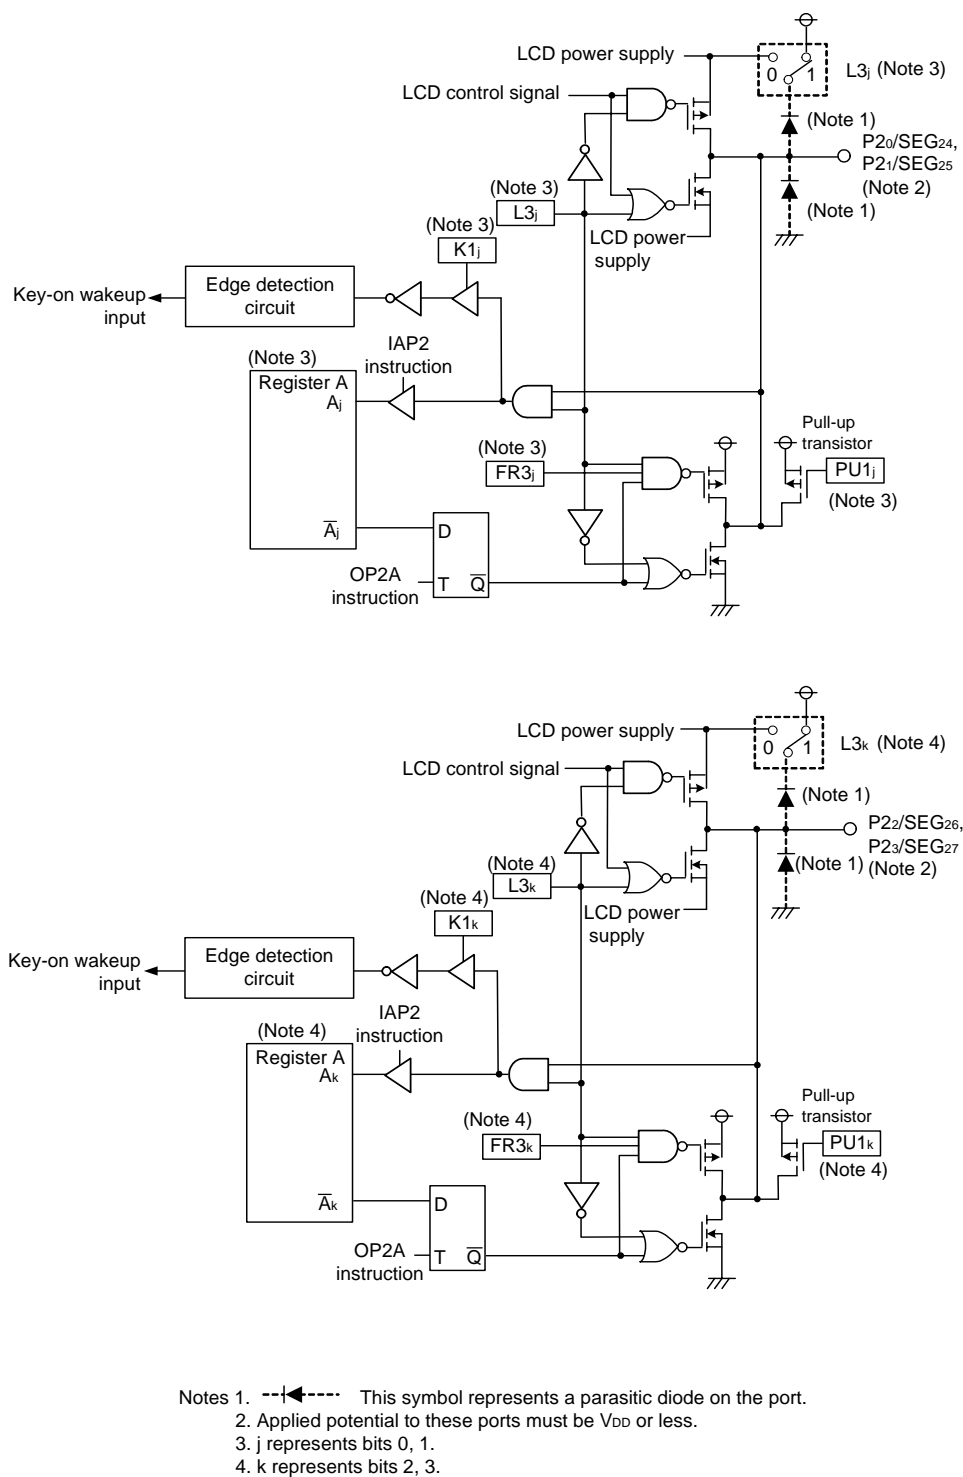 LCD power supply
0 1
L3j (Note 3)
LCD control signal
(Note 1)
P20/SEG24,
P21/SEG25
(Note 2)
(Note 1)
(Note 3)
L3j
LCD power
supply
(Note 3)
K1j
Key-on wakeup
input
Edge detection
circuit
IAP2
instruction
(Note 3)
Register A
Aj
(Note 3)
FR3j
Pull-up
transistor
PU1j
(Note 3)
A̅j
D
T Q̅
OP2A
instruction
LCD power supply
0 1
L3k (Note 4)
LCD control signal
(Note 1)
P22/SEG26,
P23/SEG27
(Note 2)
(Note 1)
(Note 4)
L3k
LCD power
supply
(Note 4)
K1k
Key-on wakeup
input
Edge detection
circuit
IAP2
instruction
(Note 4)
Register A
Ak
(Note 4)
FR3k
Pull-up
transistor
PU1k
(Note 4)
A̅k
D
T Q̅
OP2A
instruction
Notes 1. This symbol represents a parasitic diode on the port.
2. Applied potential to these ports must be VDD or less.
3. j represents bits 0, 1.
4. k represents bits 2, 3.